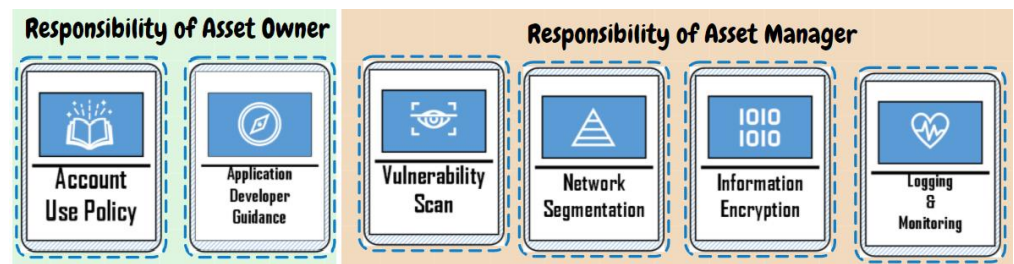 Responsibility of Asset Owner
Responsibility of Asset Manager
Account
Use Policy
Application
Developer
Guidance
Vulnerability
Scan
Network
Segmentation
1010
1010
Information
Encryption
Logging
&
Monitoring